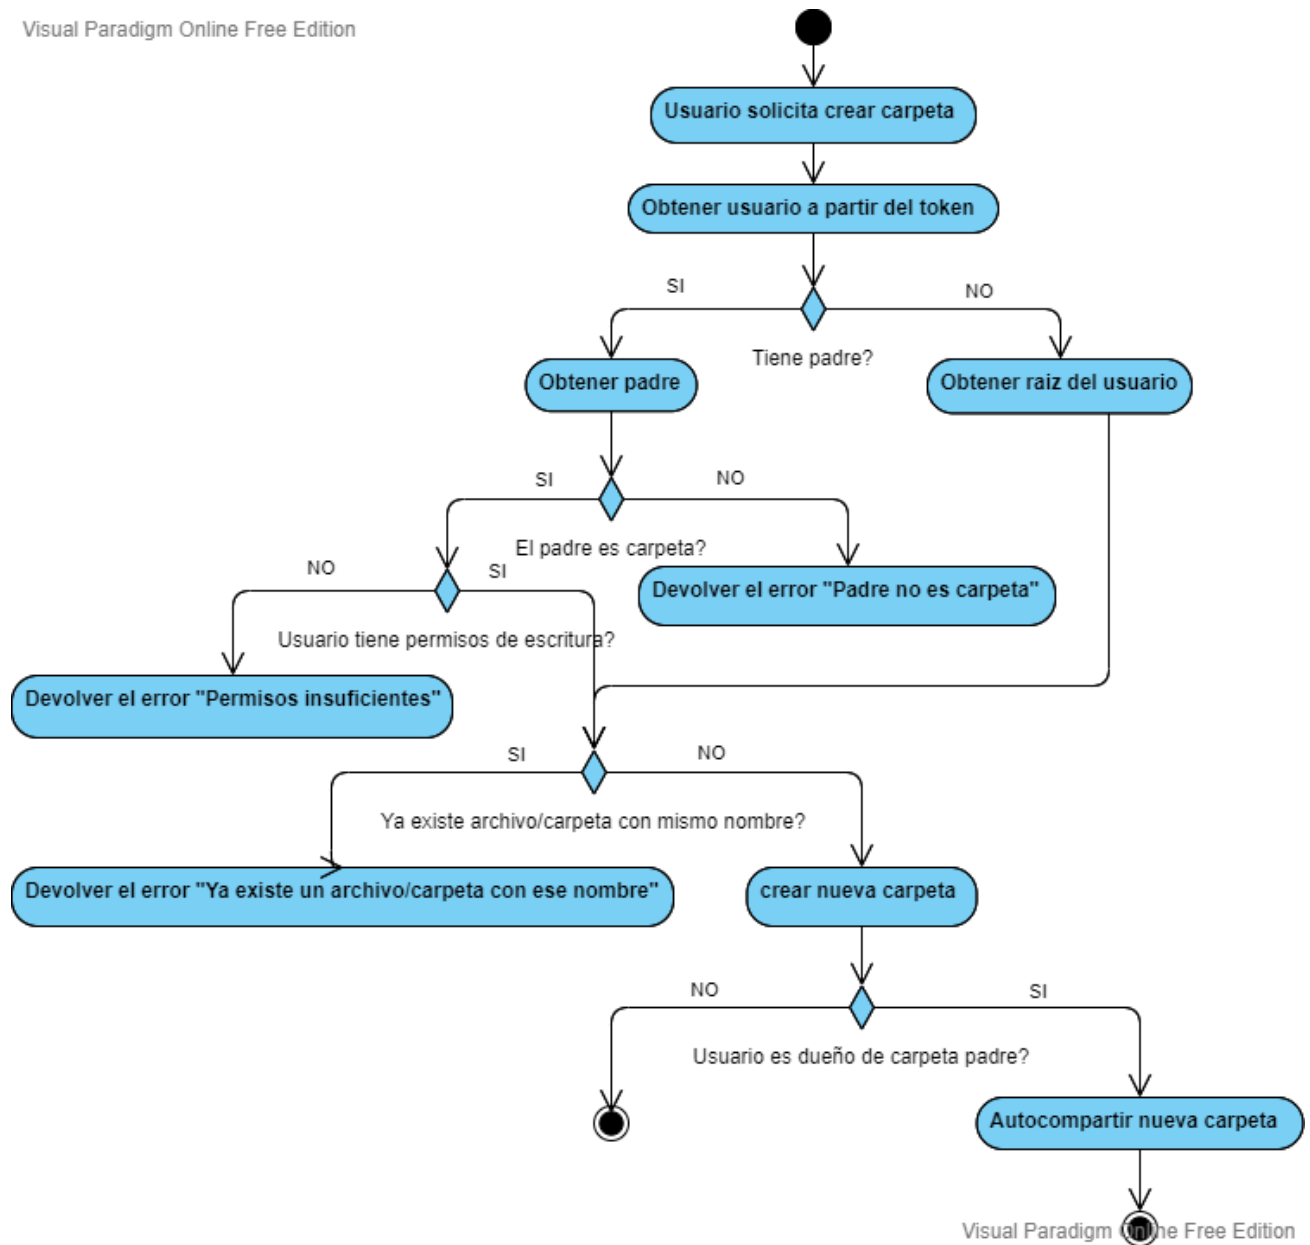 Visual Paradigm Online Free Edition
Usuario solicita crear carpeta
Obtener usuario a partir del token
SI
NO
Tiene padre?
Obtener padre
Obtener raiz del usuario
SI
NO
El padre es carpeta?
NO
SI
Devolver el error "Padre no es carpeta"
Usuario tiene permisos de escritura?
Devolver el error "Permisos insuficientes"
SI
NO
Ya existe archivo/carpeta con mismo nombre?
Devolver el error "Ya existe un archivo/carpeta con ese nombre"
crear nueva carpeta
NO
SI
Usuario es dueño de carpeta padre?
Autocompartir nueva carpeta
Visual Paradigm Online Free Edition